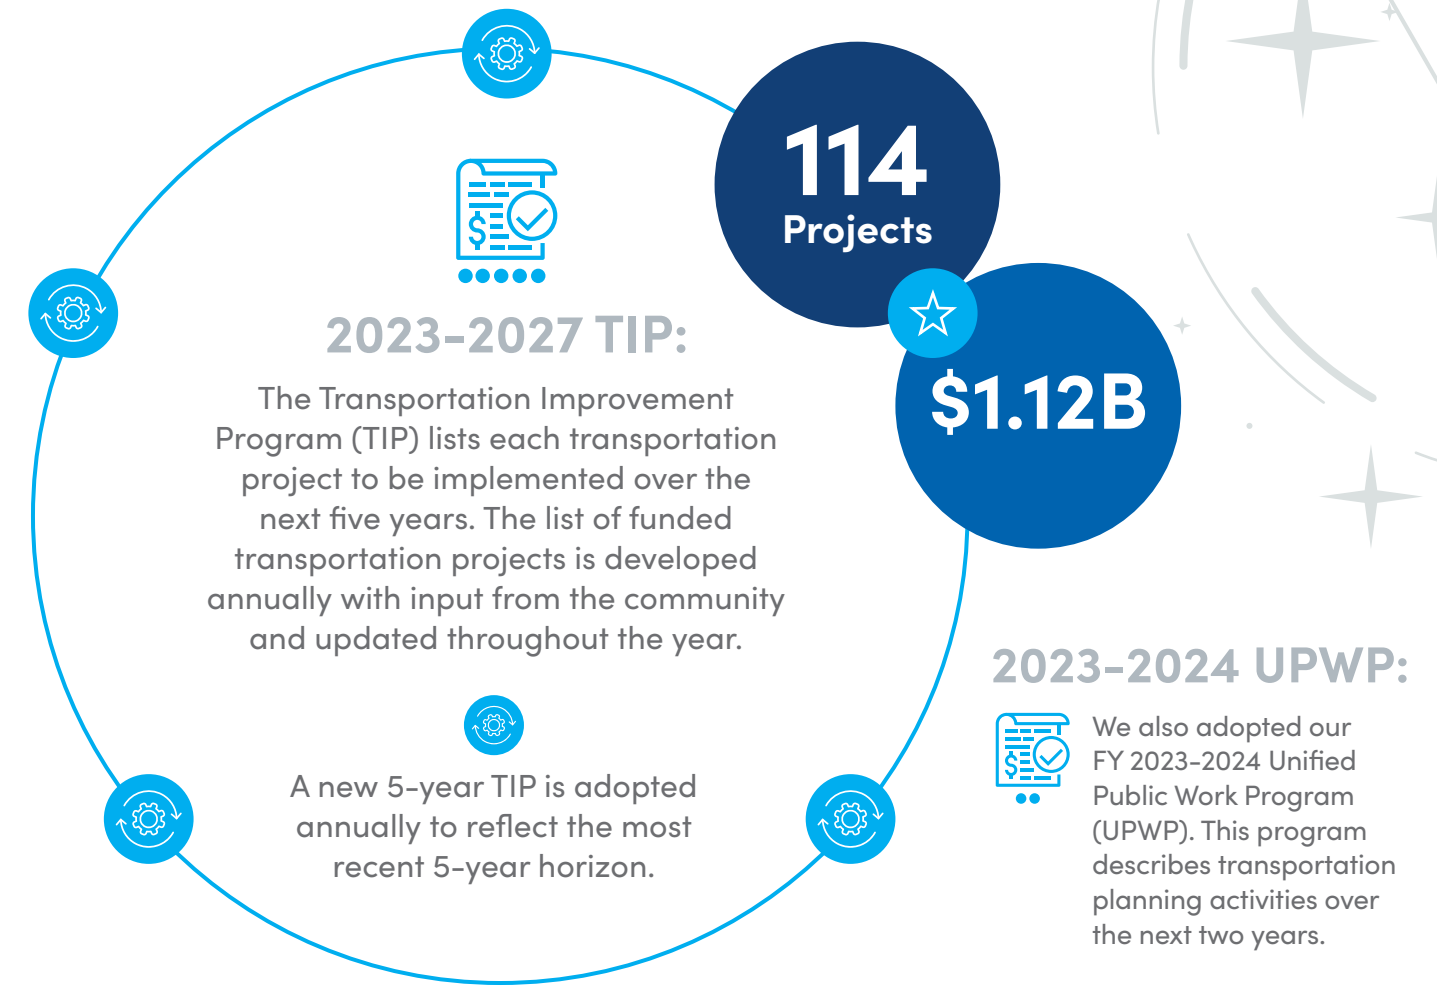 114
Projects
$1.12B
2023-2027 TIP:
The Transportation Improvement
Program (TIP) lists each transportation
project to be implemented over the
next five years. The list of funded
transportation projects is developed
annually with input from the community
and updated throughout the year.
A new 5-year TIP is adopted
annually to reflect the most
recent 5-year horizon.
2023-2024 UPWP:
We also adopted our
FY 2023-2024 Unified
Public Work Program
(UPWP). This program
describes transportation
planning activities over
the next two years.
$
$